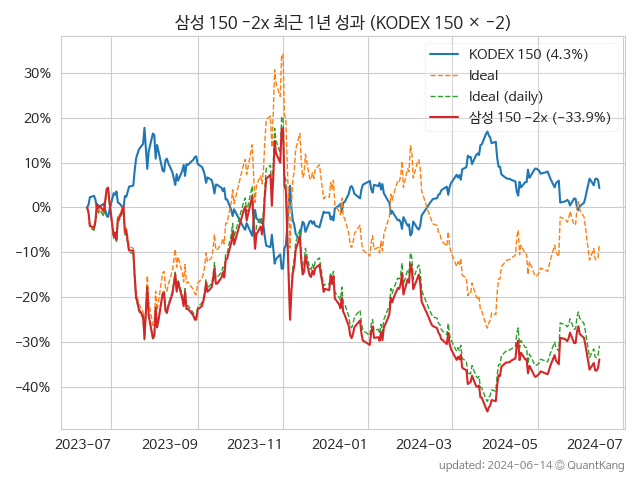 삼성 150 −2x 최근 1년 성과 (KODEX 150 × −2)
KODEX 150 (4.3%)
Ideal
Ideal (daily)
삼성 150 −2x (−33.9%)
30%
20%
10%
0%
−10%
−20%
−30%
−40%
2023−07
2023−09
2023−11
2024−01
2024−03
2024−05
2024−07
updated: 2024−06−14 © QuantKang